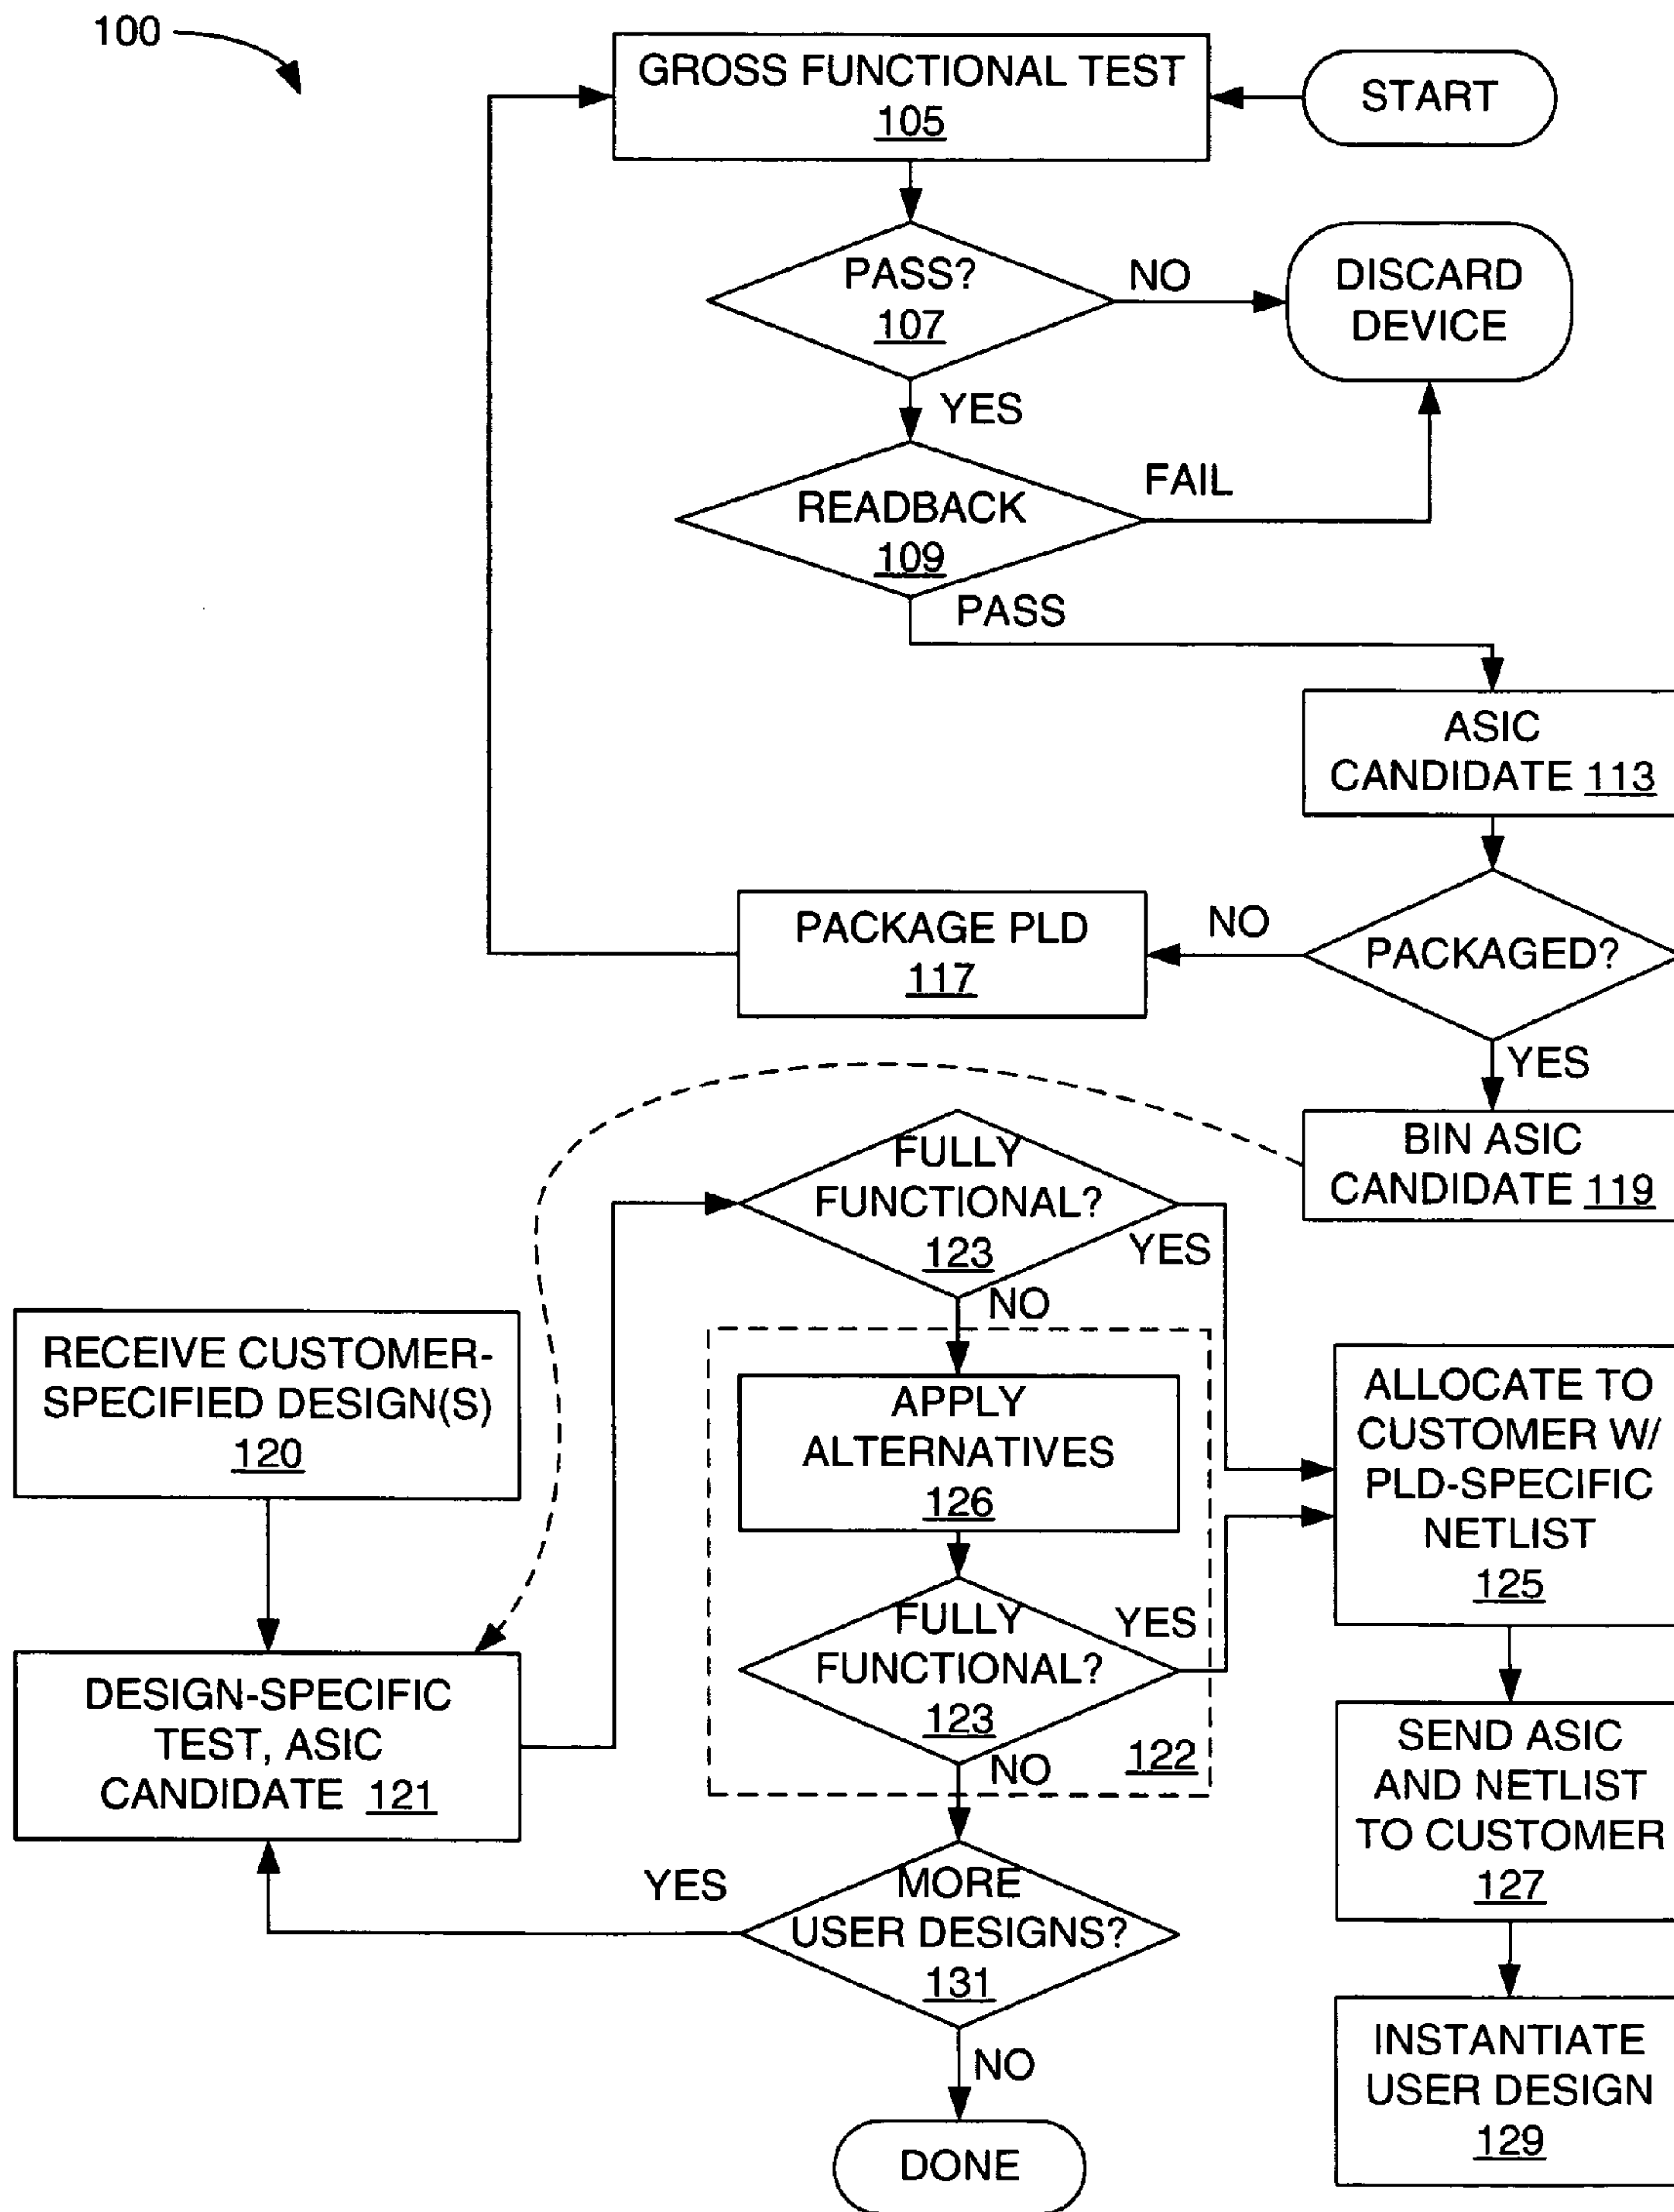 100
GROSS FUNCTIONAL TEST
105
START
PASS?
107
NO
DISCARD
DEVICE
YES
READBACK
109
FAIL
PASS
ASIC
CANDIDATE 113
PACKAGED?
NO
PACKAGE PLD
117
YES
BIN ASIC
CANDIDATE 119
FULLY
FUNCTIONAL?
123
YES
NO
RECEIVE CUSTOMER-
SPECIFIED DESIGN(S)
120
APPLY
ALTERNATIVES
126
ALLOCATE TO
CUSTOMER W/
PLD-SPECIFIC
NETLIST
125
FULLY
FUNCTIONAL?
123
YES
NO
122
DESIGN-SPECIFIC
TEST, ASIC
CANDIDATE 121
SEND ASIC
AND NETLIST
TO CUSTOMER
127
MORE
USER DESIGNS?
131
YES
NO
INSTANTIATE
USER DESIGN
129
DONE